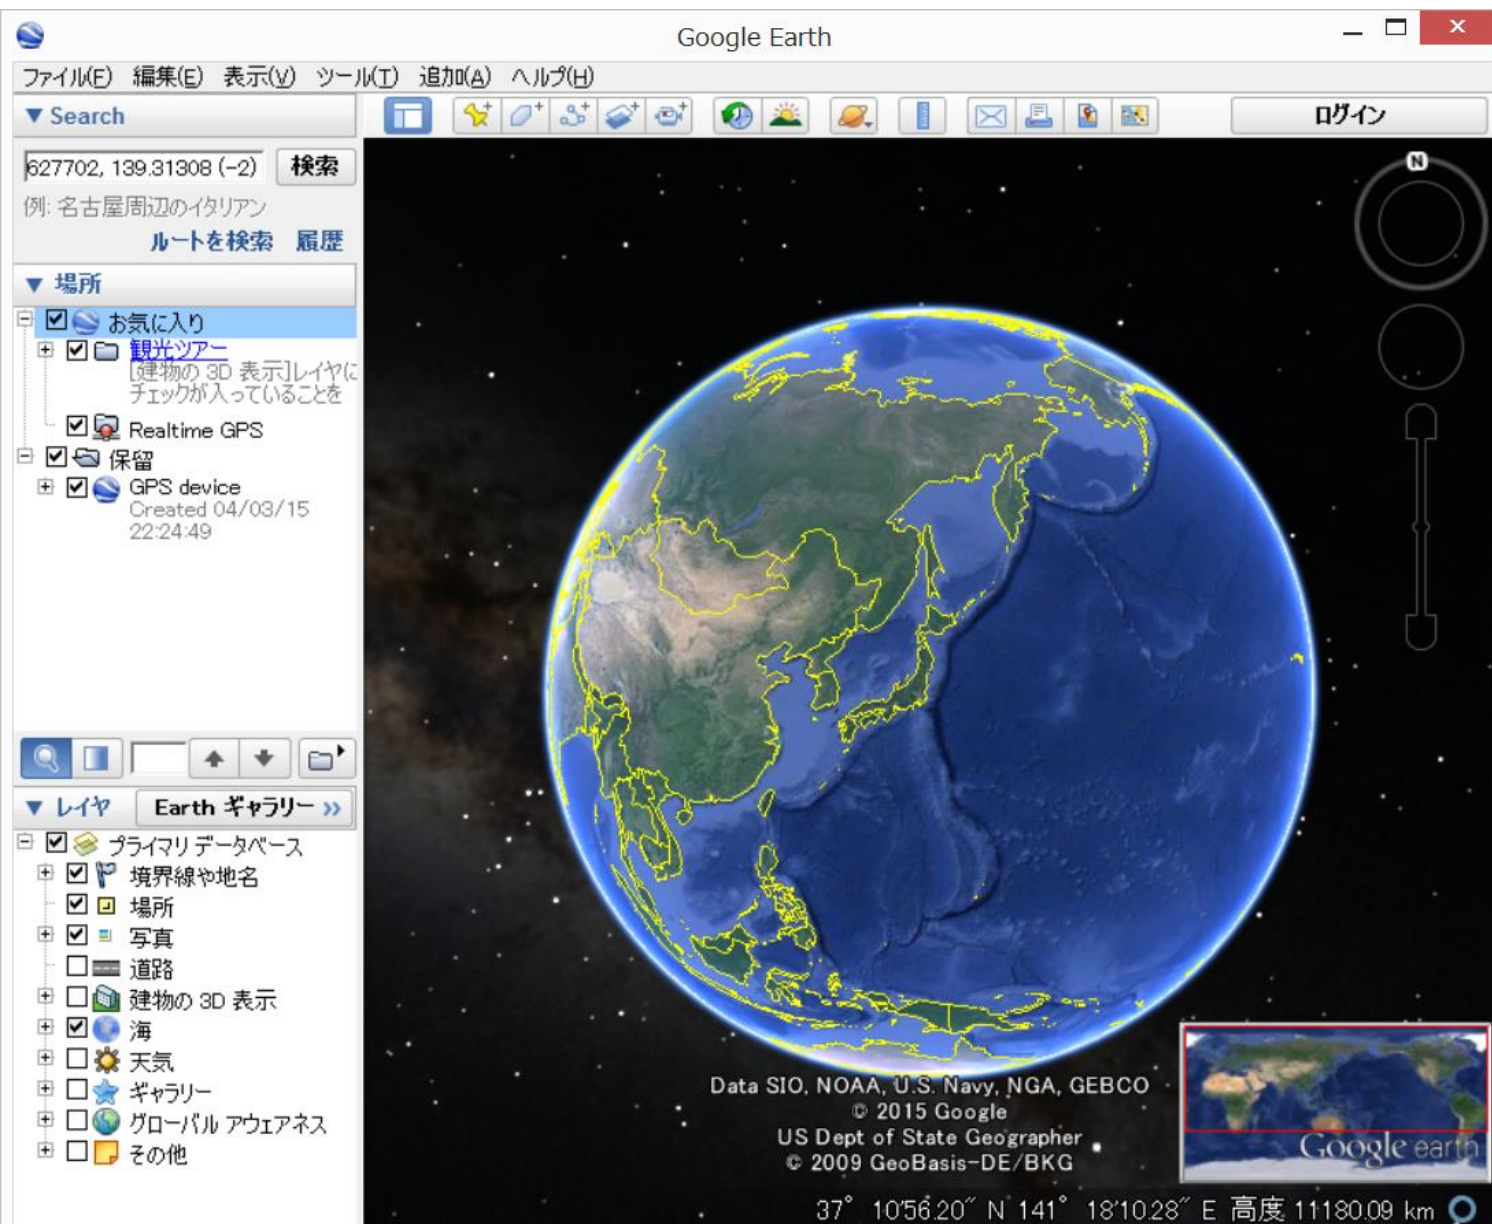 Google Earth
ファイル(F) 編集(E) 表示(V) ツール(T) 追加(A) ヘルプ(H)
Search
ログイン
627702, 139.31308 (-2) 検索
例: 名古屋周辺のイタリアン
ルートを検索 履歴
場所
お気に入り
観光ツアー
[建物の 3D 表示]レイヤに
チェックが入っていることを
Realtime GPS
保留
GPS device
Created 04/03/15
22:24:49
レイヤ Earth ギャラリー »
プライマリ データベース
境界線や地名
場所
写真
道路
建物の 3D 表示
海
天気
ギャラリー
グローバル アウェアネス
その他
N
Data SIO, NOAA, U.S. Navy, NGA, GEBCO
© 2015 Google
US Dept of State Geographer
© 2009 GeoBasis-DE/BKG
Google earth
37° 10'56.20" N 141° 18'10.28" E 高度 11180.09 km